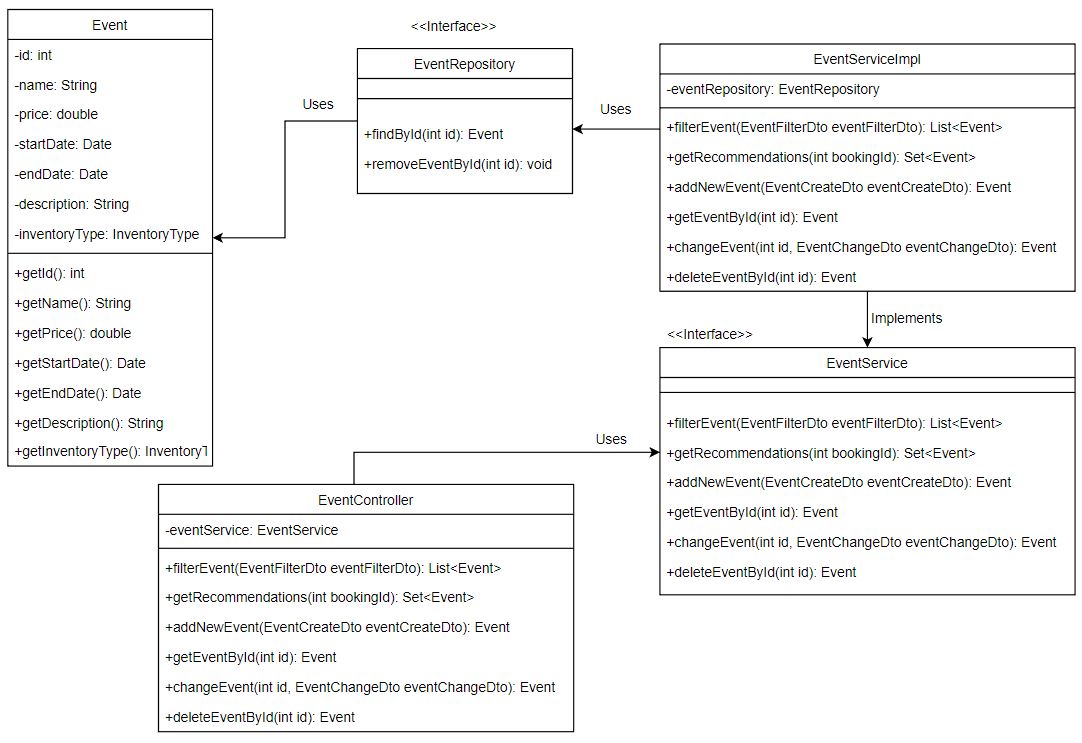 Event
-id: int
-name: String
-price: double
-startDate: Date
-endDate: Date
-description: String
-inventoryType: InventoryType
+getId(): int
+getName(): String
+getPrice(): double
+getStartDate(): Date
+getEndDate(): Date
+getDescription(): String
+getInventoryType(): InventoryT
Uses
<<Interface>>
EventRepository
+findById(int id): Event
+removeEventById(int id): void
Uses
EventServiceImpl
-eventRepository: EventRepository
+filterEvent(EventFilterDto eventFilterDto): List<Event>
+getRecommendations(int bookingId): Set<Event>
+addNewEvent(EventCreateDto eventCreateDto): Event
+getEventById(int id): Event
+changeEvent(int id, EventChangeDto eventChangeDto): Event
+deleteEventById(int id): Event
Implements
<<Interface>>
EventService
+filterEvent(EventFilterDto eventFilterDto): List<Event>
+getRecommendations(int bookingId): Set<Event>
+addNewEvent(EventCreateDto eventCreateDto): Event
+getEventById(int id): Event
+changeEvent(int id, EventChangeDto eventChangeDto): Event
+deleteEventById(int id): Event
Uses
EventController
-eventService: EventService
+filterEvent(EventFilterDto eventFilterDto): List<Event>
+getRecommendations(int bookingId): Set<Event>
+addNewEvent(EventCreateDto eventCreateDto): Event
+getEventById(int id): Event
+changeEvent(int id, EventChangeDto eventChangeDto): Event
+deleteEventById(int id): Event